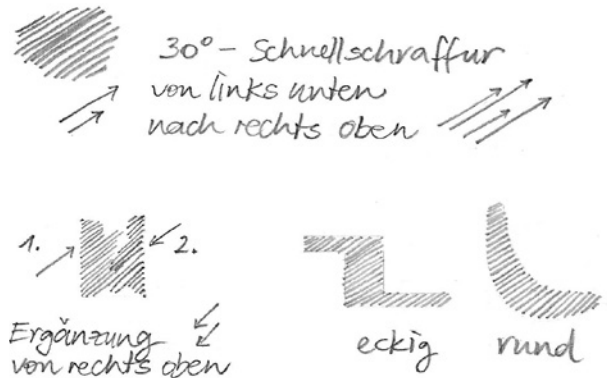 30° – Schnellschraffur
von links unten
nach rechts oben
1.
2.
Ergänzung
von rechts oben
eckig
rund